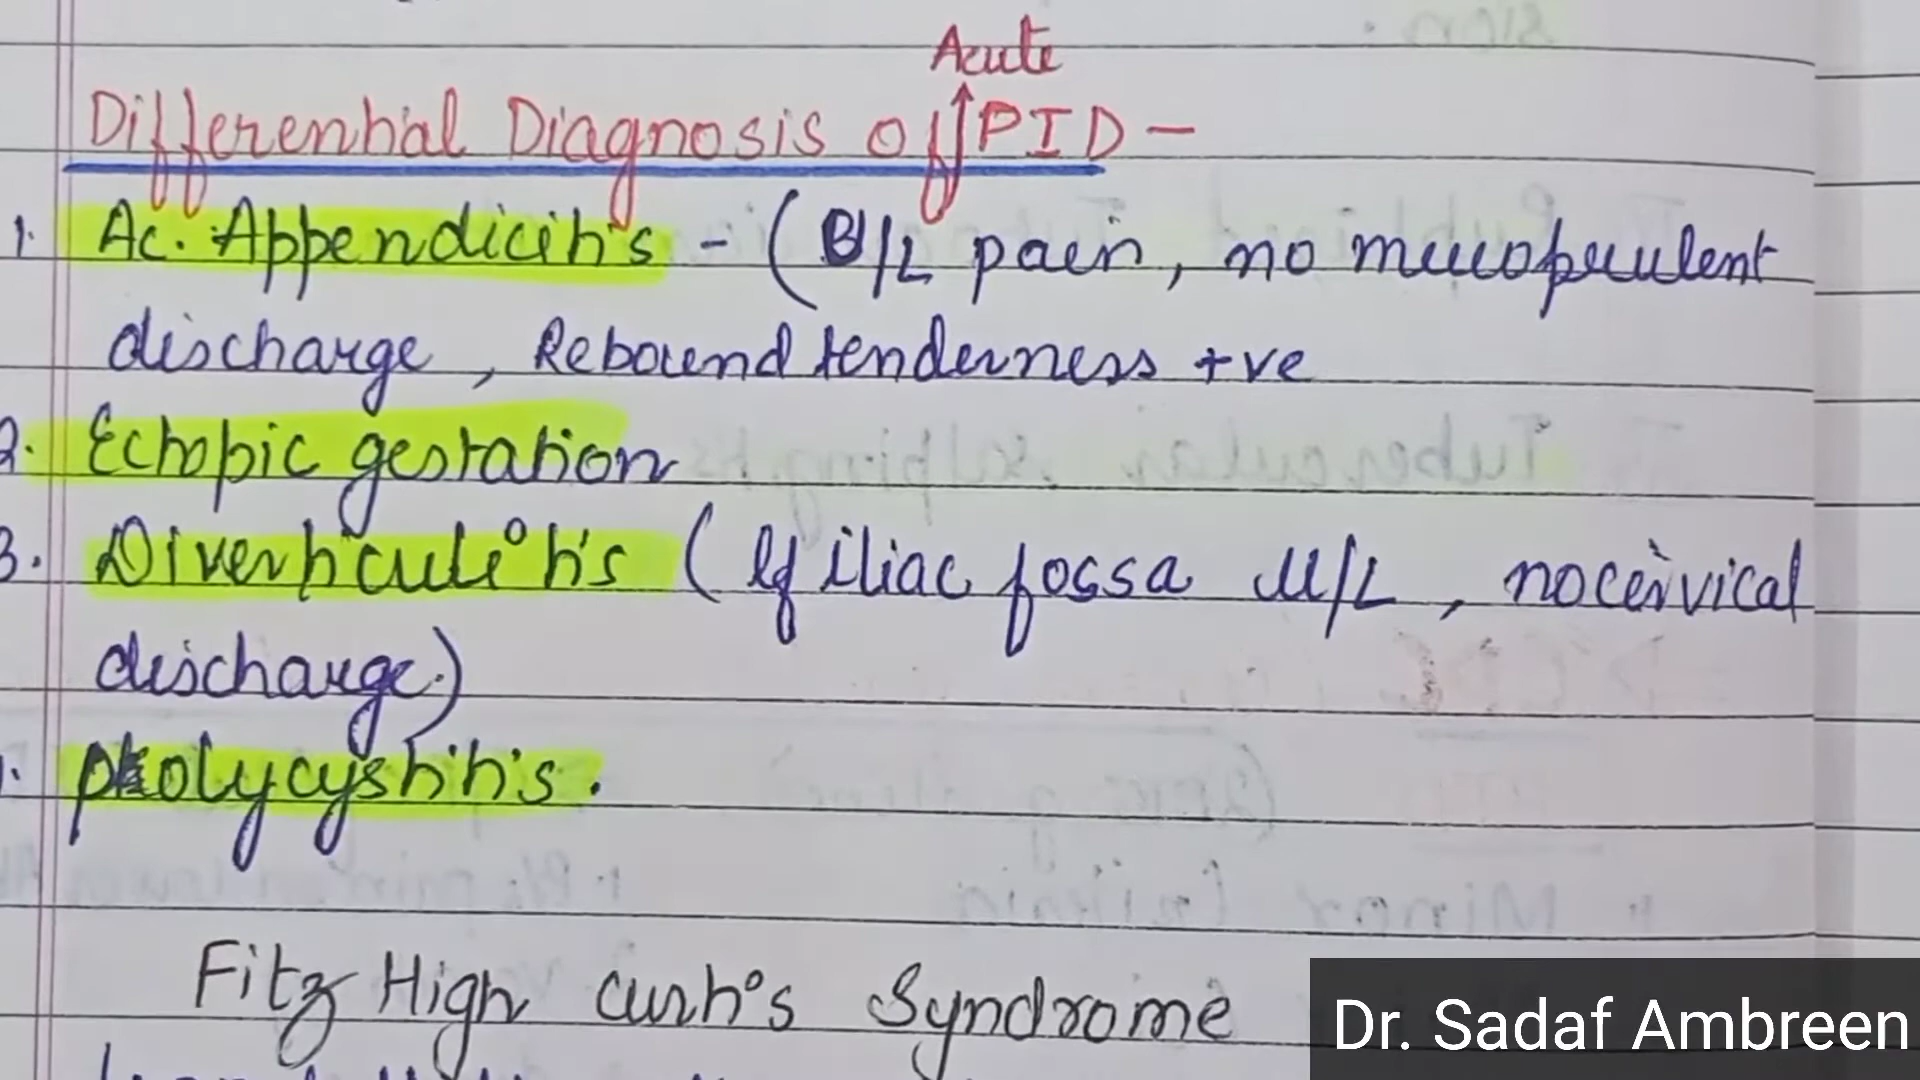 Acute
Differential Diagnosis of ↑ PID -
1. Ac. Appendicitis - (B/L pain, no mucopurulent
discharge, Rebound tenderness +ve
2. Ectopic gestation
3. Diverticulitis (lf iliac fossa U/L, no cervical
discharge)
polycystitis.
Fitz High Curtis Syndrome
Dr. Sadaf Ambreen